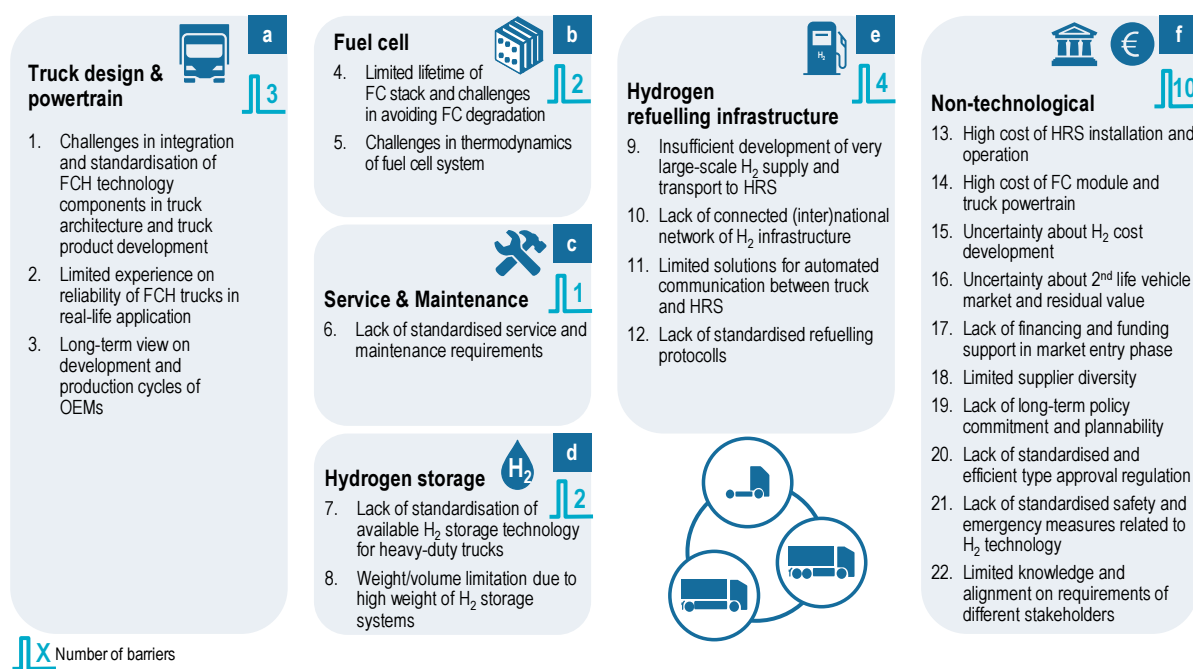 a
3
Truck design &
powertrain
1. Challenges in integration
and standardisation of
FCH technology
components in truck
architecture and truck
product development
2. Limited experience on
reliability of FCH trucks in
real-life application
3. Long-term view on
development and
production cycles of
OEMs
b
2
Fuel cell
4. Limited lifetime of
FC stack and challenges
in avoiding FC degradation
5. Challenges in thermodynamics
of fuel cell system
c
1
Service & Maintenance
6. Lack of standardised service and
maintenance requirements
d
H2
2
Hydrogen storage
7. Lack of standardisation of
available H2 storage technology
for heavy-duty trucks
8. Weight/volume limitation due to
high weight of H2 storage
systems
e
H2
4
Hydrogen
refuelling infrastructure
9. Insufficient development of very
large-scale H2 supply and
transport to HRS
10. Lack of connected (inter)national
network of H2 infrastructure
11. Limited solutions for automated
communication between truck
and HRS
12. Lack of standardised refuelling
protocolls
€
f
10
Non-technological
13. High cost of HRS installation and
operation
14. High cost of FC module and
truck powertrain
15. Uncertainty about H2 cost
development
16. Uncertainty about 2nd life vehicle
market and residual value
17. Lack of financing and funding
support in market entry phase
18. Limited supplier diversity
19. Lack of long-term policy
commitment and plannability
20. Lack of standardised and
efficient type approval regulation
21. Lack of standardised safety and
emergency measures related to
H2 technology
22. Limited knowledge and
alignment on requirements of
different stakeholders
X Number of barriers